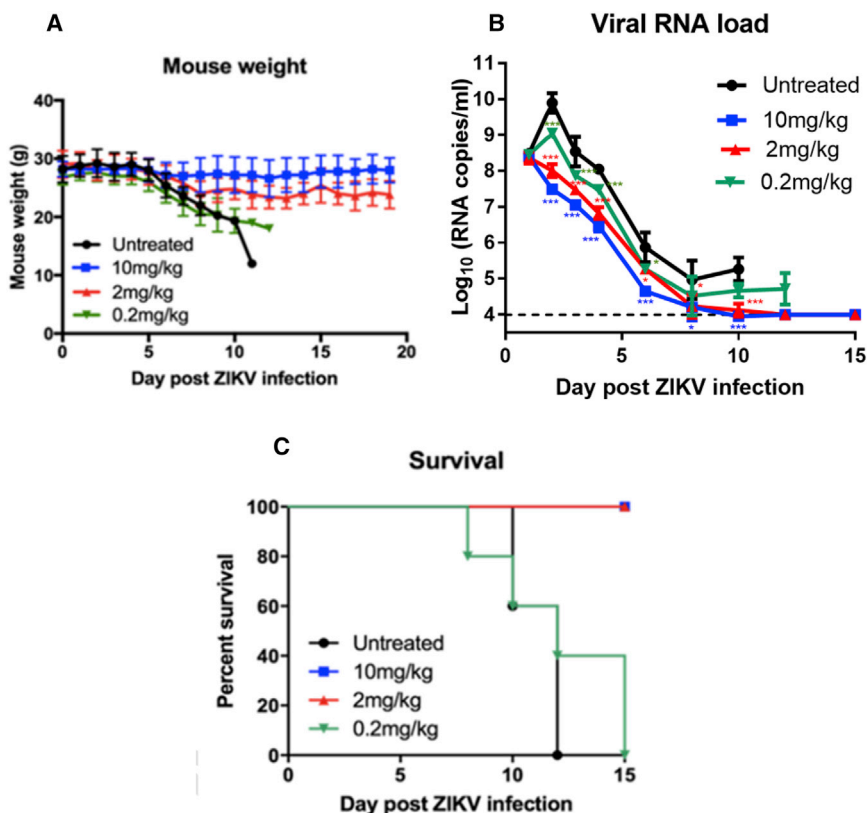 A
Mouse weight
40
30
20
10
0
Mouse weight (g)
Untreated
10mg/kg
2mg/kg
0.2mg/kg
0 5 10 15 20
Day post ZIKV infection
B
Viral RNA load
11
10
9
8
7
6
5
4
Log10 (RNA copies/ml)
Untreated
10mg/kg
2mg/kg
0.2mg/kg
***
***
***
***
***
***
***
***
***
*
*
***
*
*
***
***
0 5 10 15
Day post ZIKV infection
C
Survival
100
80
60
40
20
0
Percent survival
Untreated
10mg/kg
2mg/kg
0.2mg/kg
0 5 10 15
Day post ZIKV infection